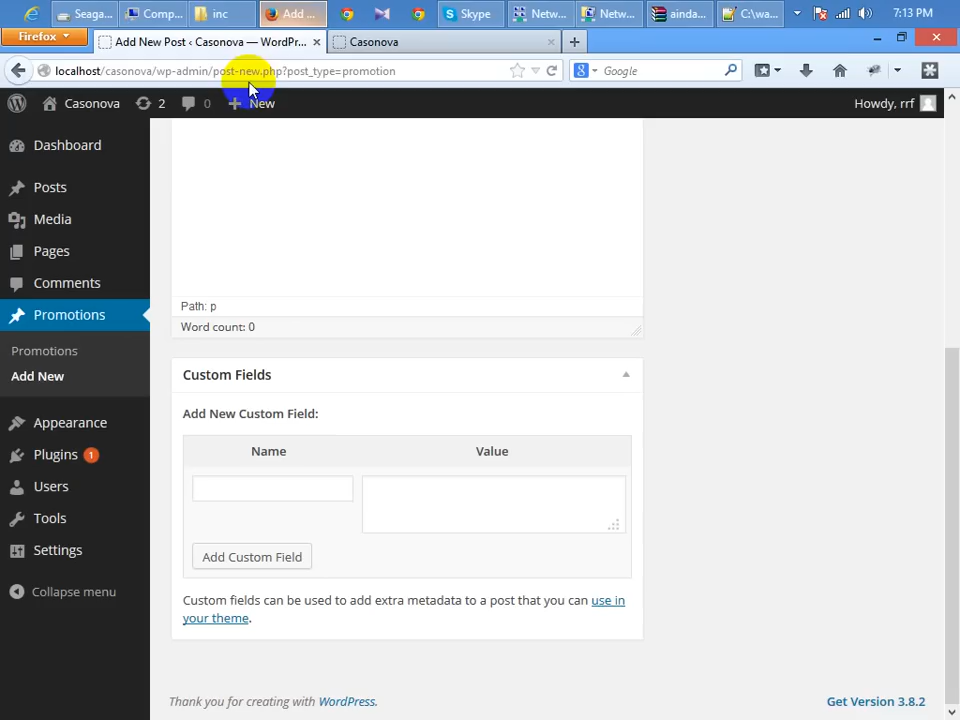 Seaga...
Comp...
inc
Add ...
Skype
Netw...
Netw...
ainda...
C:\wa...
7:13 PM
Firefox
Add New Post ‹ Casonova — WordPr...
Casonova
localhost/casonova/wp-admin/post-new.php?post_type=promotion
Google
Casonova
2
0
New
Howdy, rrf
Dashboard
Posts
Media
Pages
Comments
Promotions
Promotions
Add New
Appearance
Plugins 1
Users
Tools
Settings
Collapse menu
Path: p
Word count: 0
Custom Fields
Add New Custom Field:
Name
Value
Add Custom Field
Custom fields can be used to add extra metadata to a post that you can use in
your theme.
Thank you for creating with WordPress.
Get Version 3.8.2